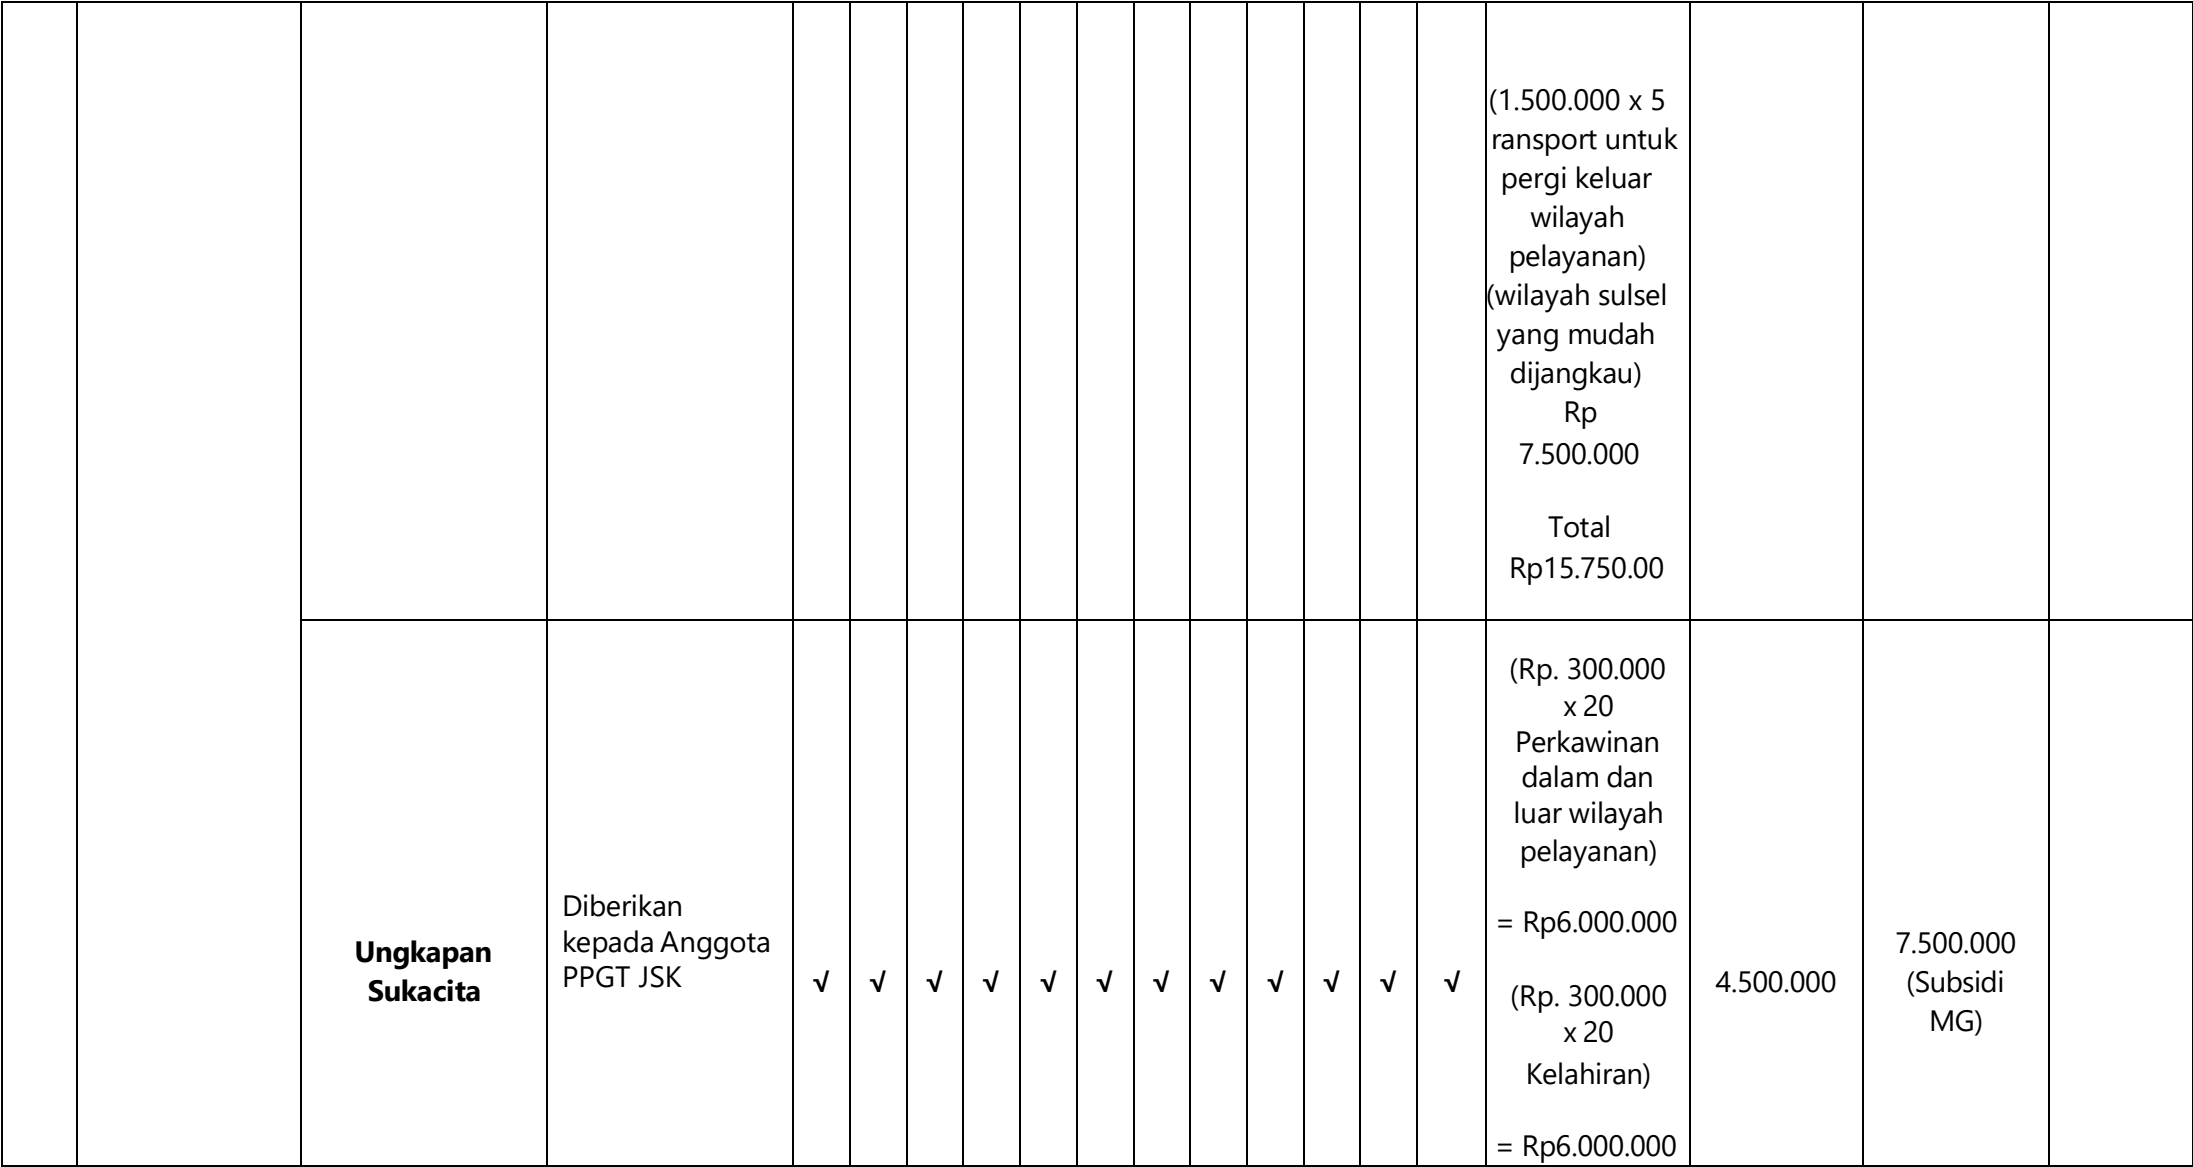 (1.500.000 x 5
ransport untuk
pergi keluar
wilayah
pelayanan)
(wilayah sulsel
yang mudah
dijangkau)
Rp
7.500.000
Total
Rp15.750.00
Ungkapan
Sukacita
Diberikan
kepada Anggota
PPGT JSK
√ √ √ √ √ √ √ √ √ √ √ √
(Rp. 300.000
x 20
Perkawinan
dalam dan
luar wilayah
pelayanan)
= Rp6.000.000
(Rp. 300.000
x 20
Kelahiran)
= Rp6.000.000
4.500.000
7.500.000
(Subsidi
MG)